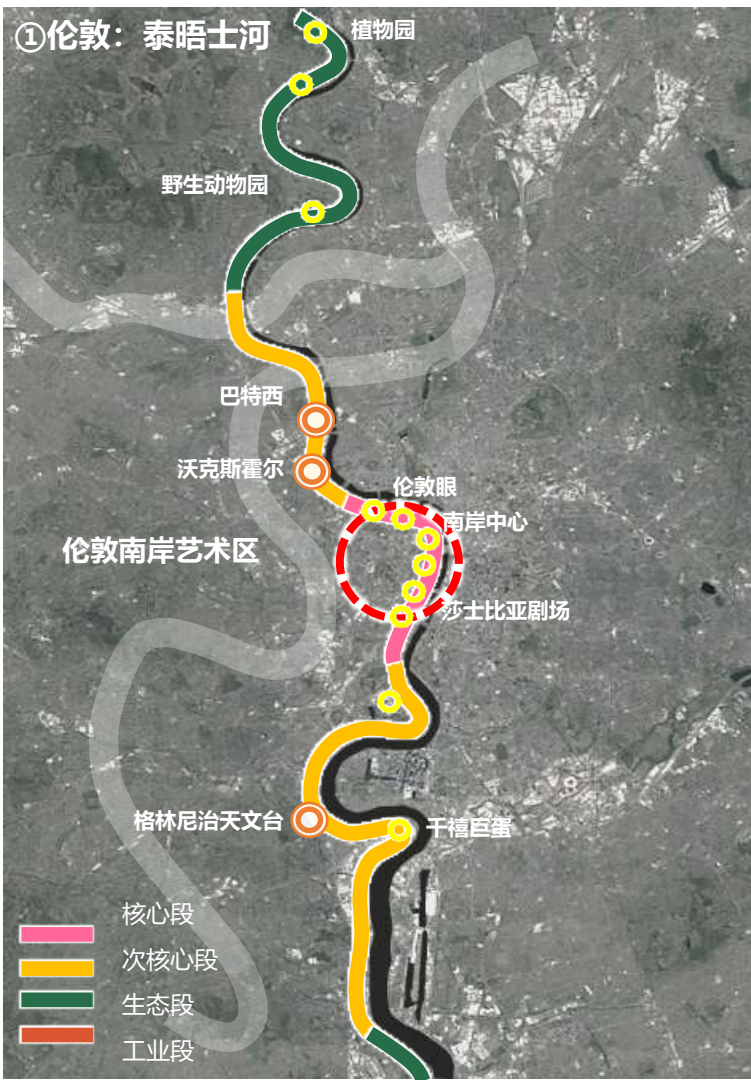 ①伦敦：泰晤士河
植物园
野生动物园
巴特西
沃克斯霍尔
伦敦眼
南岸中心
伦敦南岸艺术区
莎士比亚剧场
格林尼治天文台
千禧巨蛋
核心段
次核心段
生态段
工业段